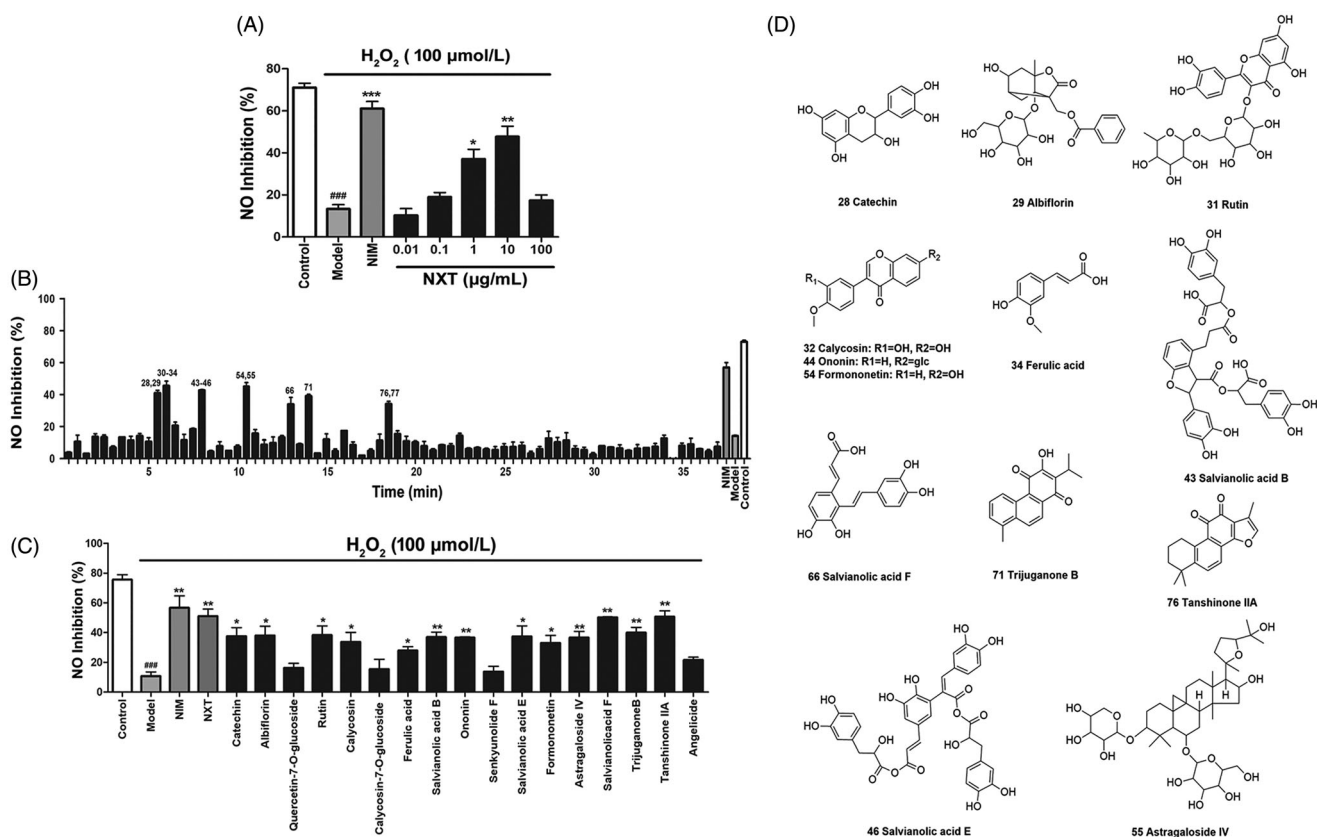 (A)
H₂O₂ ( 100 μmol/L)
NO Inhibition (%)
80
60
40
20
0
###
***
*
**
Control
Model
NIM
0.01 0.1 1 10 100
NXT (μg/mL)
(B)
NO Inhibition (%)
100
80
60
40
20
0
28,29
30-34
43-46
54,55
66
71
76,77
5 10 15 20 25 30 35
NIM
Model
Control
Time (min)
(C)
H₂O₂ (100 μmol/L)
NO Inhibition (%)
100
80
60
40
20
0
###
**
**
*
*
*
*
*
**
**
*
*
**
**
**
**
Control
Model
NIM
NXT
Catechin
Albiflorin
Quercetin-7-O-glucoside
Rutin
Calycosin
Calycosin-7-O-glucoside
Ferulic acid
Salvianolic acid B
Ononin
Senkyunolide F
Salvianolic acid E
Formononetin
Astragaloside IV
Salvianolicacid F
TrijuganoneB
Tanshinone IIA
Angelicide
(D)
28 Catechin
29 Albiflorin
31 Rutin
R₁
R₂
32 Calycosin: R1=OH, R2=OH
44 Ononin: R1=H, R2=glc
54 Formononetin: R1=H, R2=OH
34 Ferulic acid
43 Salvianolic acid B
66 Salvianolic acid F
71 Trijuganone B
76 Tanshinone IIA
46 Salvianolic acid E
55 Astragaloside IV